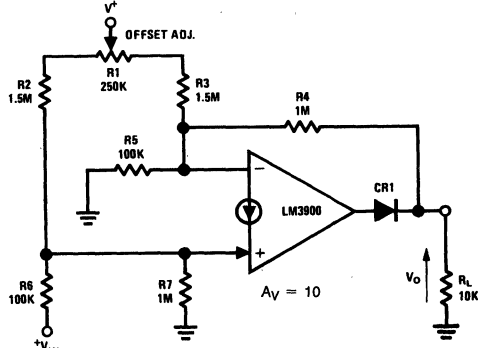 V+
OFFSET ADJ.
R2
1.5M
R1
250K
R3
1.5M
R4
1M
R5
100K
−
LM3900
CR1
+
R6
100K
R7
1M
AV = 10
VO
RL
10K